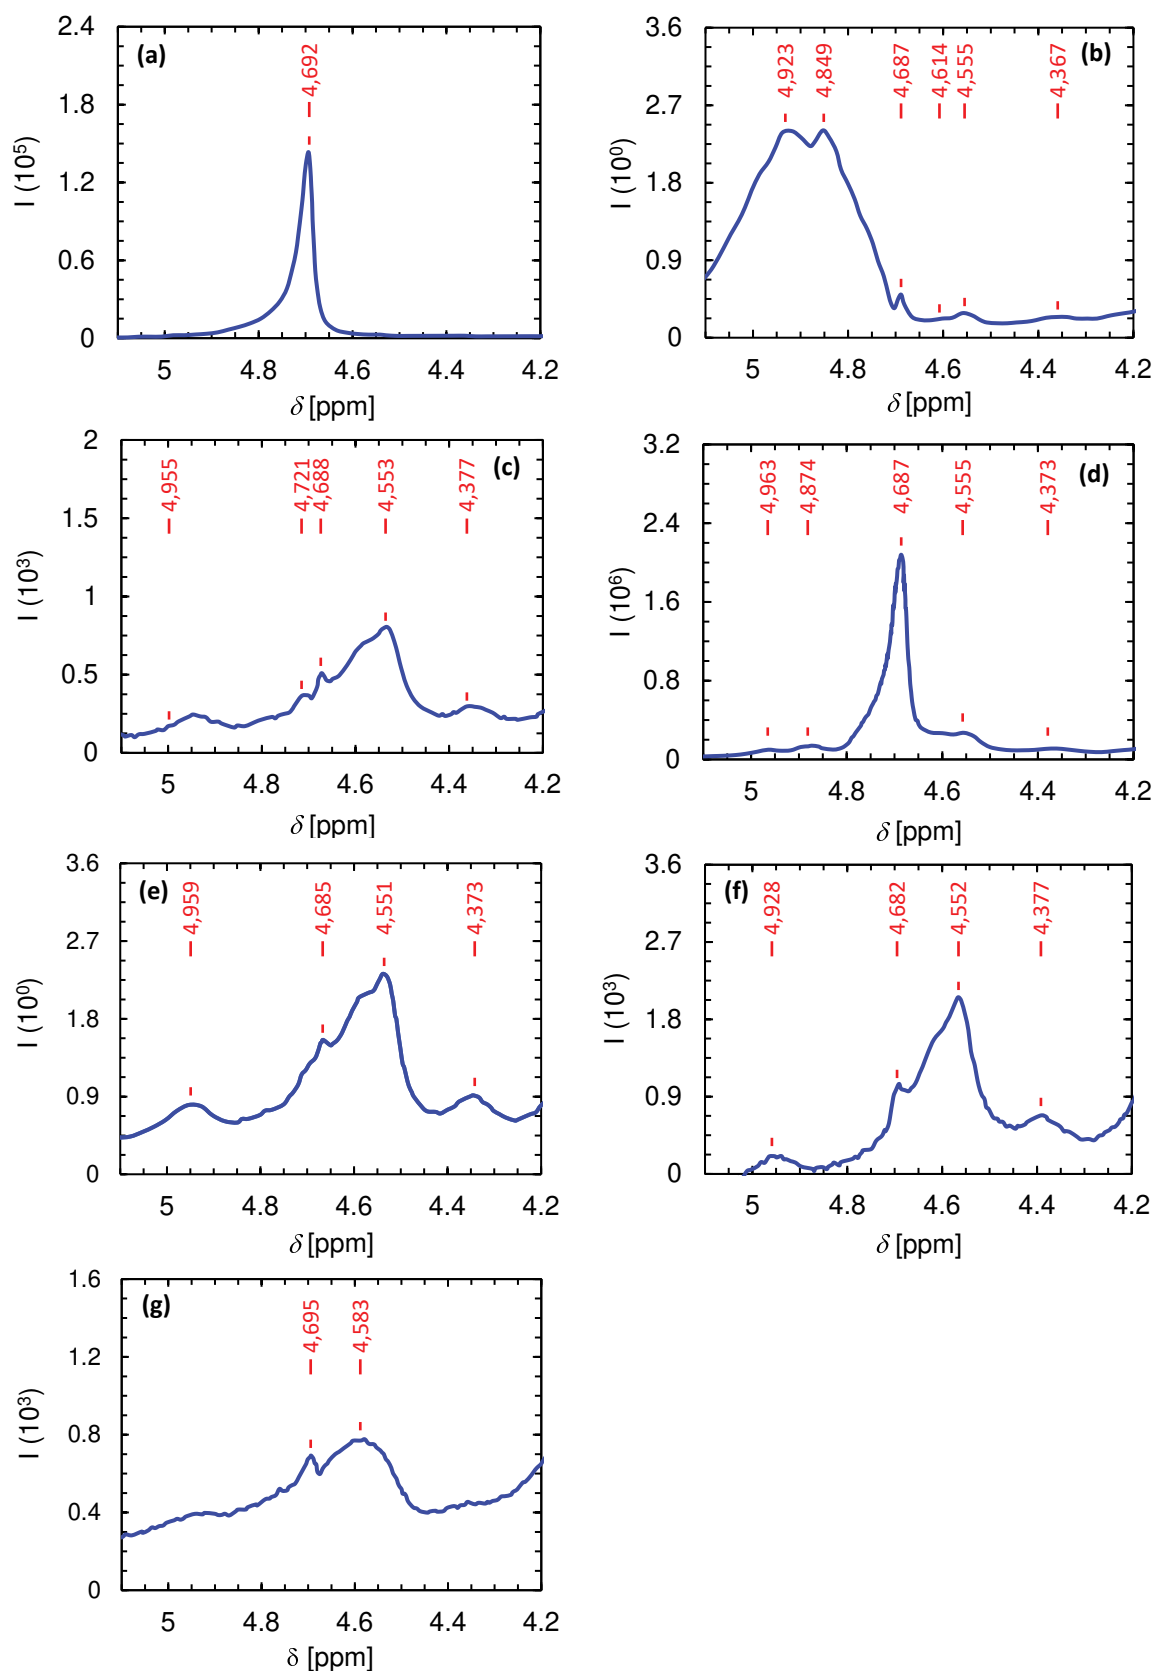 (a)
4,692
2.4
1.8
1.2
0.6
0
I (10⁵)
5 4.8 4.6 4.4 4.2
δ [ppm]
(b)
4,923 4,849 4,687 4,614 4,555 4,367
3.6
2.7
1.8
0.9
0
I (10⁰)
5 4.8 4.6 4.4 4.2
δ [ppm]
(c)
4,955 4,721 4,688 4,553 4,377
2
1.5
1
0.5
0
I (10³)
5 4.8 4.6 4.4 4.2
δ [ppm]
(d)
4,963 4,874 4,687 4,555 4,373
3.2
2.4
1.6
0.8
0
I (10⁶)
5 4.8 4.6 4.4 4.2
δ [ppm]
(e)
4,959 4,685 4,551 4,373
3.6
2.7
1.8
0.9
0
I (10⁰)
5 4.8 4.6 4.4 4.2
δ [ppm]
(f)
4,928 4,682 4,552 4,377
3.6
2.7
1.8
0.9
0
I (10³)
5 4.8 4.6 4.4 4.2
δ [ppm]
(g)
4,695 4,583
1.6
1.2
0.8
0.4
0
I (10³)
5 4.8 4.6 4.4 4.2
δ [ppm]